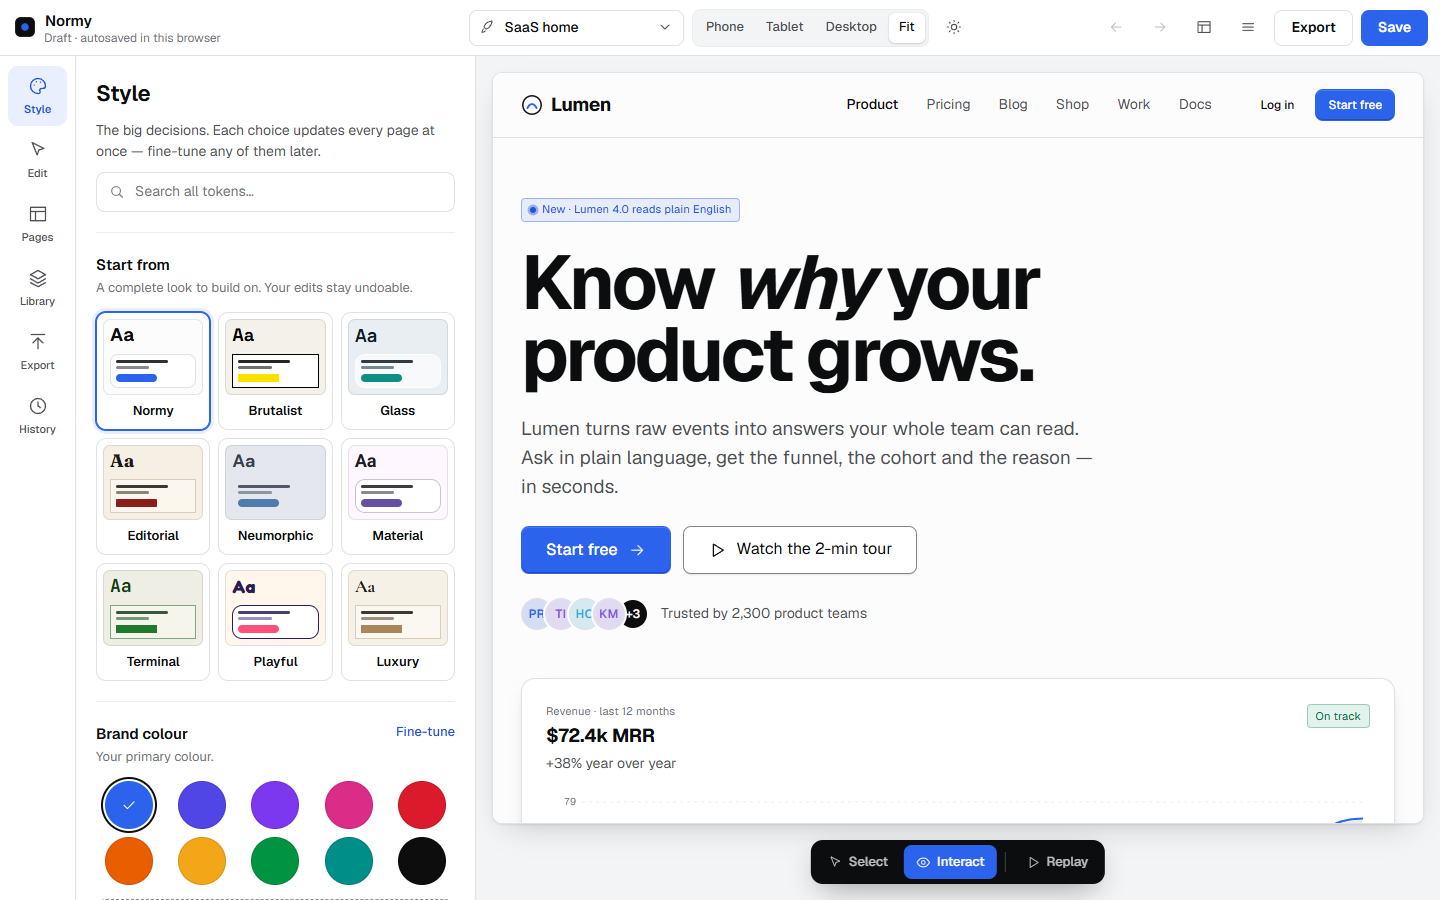 Normy
Draft · autosaved in this browser
SaaS home
Phone Tablet Desktop Fit
Export
Save
Style
Edit
Pages
Library
Export
History
Style
The big decisions. Each choice updates every page at
once — fine-tune any of them later.
Search all tokens...
Start from
A complete look to build on. Your edits stay undoable.
Aa
Normy
Aa
Brutalist
Aa
Glass
Aa
Editorial
Aa
Neumorphic
Aa
Material
Aa
Terminal
Aa
Playful
Aa
Luxury
Brand colour
Fine-tune
Your primary colour.
Lumen
Product Pricing Blog Shop Work Docs
Log in
Start free
New · Lumen 4.0 reads plain English
Know why your
product grows.
Lumen turns raw events into answers your whole team can read.
Ask in plain language, get the funnel, the cohort and the reason —
in seconds.
Start free
Watch the 2-min tour
PR TI HC KM +3
Trusted by 2,300 product teams
Revenue · last 12 months
$72.4k MRR
+38% year over year
On track
79
Select
Interact
Replay